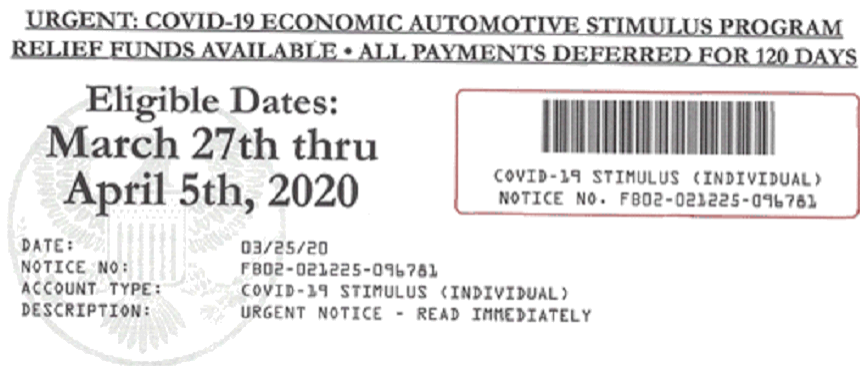 URGENT: COVID-19 ECONOMIC AUTOMOTIVE STIMULUS PROGRAM
RELIEF FUNDS AVAILABLE • ALL PAYMENTS DEFERRED FOR 120 DAYS
Eligible Dates:
March 27th thru
April 5th, 2020
COVID-19 STIMULUS (INDIVIDUAL)
NOTICE NO. FB02-021225-096781
DATE: 03/25/20
NOTICE NO: FB02-021225-096781
ACCOUNT TYPE: COVID-19 STIMULUS (INDIVIDUAL)
DESCRIPTION: URGENT NOTICE - READ IMMEDIATELY